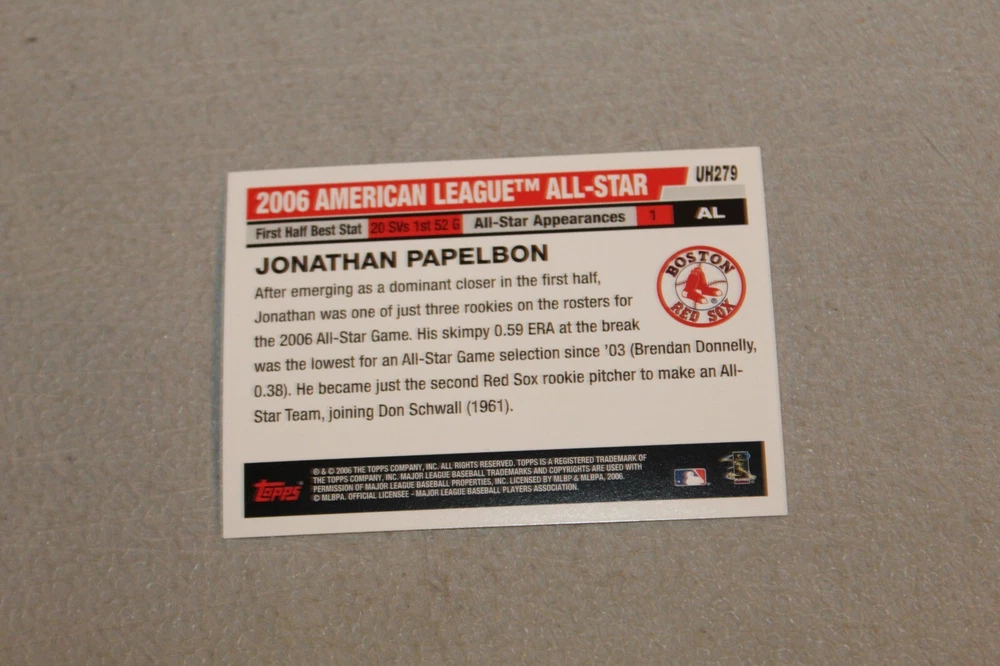 2006 AMERICAN LEAGUE™ ALL-STAR
UH279
First Half Best Stat 20 SVs 1st 52 G All-Star Appearances 1 AL
JONATHAN PAPELBON
BOSTON
RED SOX
After emerging as a dominant closer in the first half,
Jonathan was one of just three rookies on the rosters for
the 2006 All-Star Game. His skimpy 0.59 ERA at the break
was the lowest for an All-Star Game selection since '03 (Brendan Donnelly,
0.38). He became just the second Red Sox rookie pitcher to make an All-
Star Team, joining Don Schwall (1961).
Topps
® & © 2006 THE TOPPS COMPANY, INC. ALL RIGHTS RESERVED. TOPPS IS A REGISTERED TRADEMARK OF
THE TOPPS COMPANY, INC. MAJOR LEAGUE BASEBALL TRADEMARKS AND COPYRIGHTS ARE USED WITH
PERMISSION OF MAJOR LEAGUE BASEBALL PROPERTIES, INC. LICENSED BY MLBP & MLBPA, 2006.
© MLBPA. OFFICIAL LICENSEE - MAJOR LEAGUE BASEBALL PLAYERS ASSOCIATION.